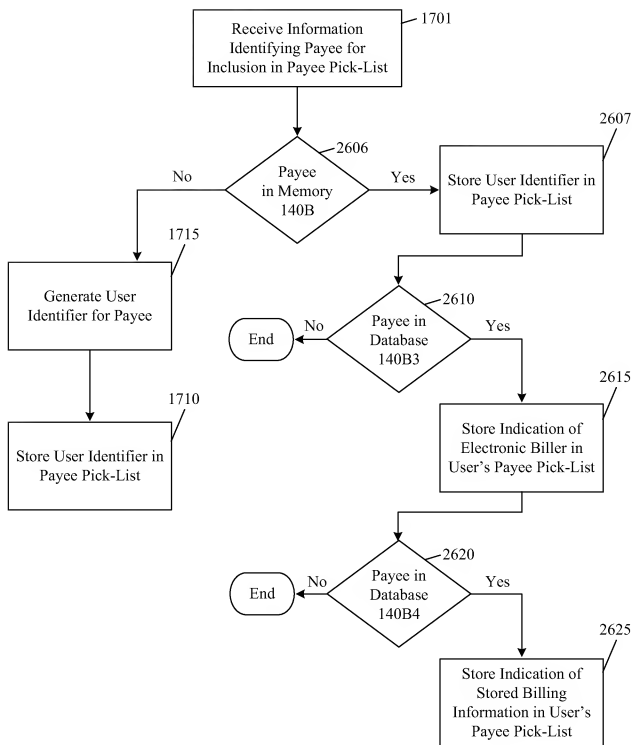 Receive Information
Identifying Payee for
Inclusion in Payee Pick-List
1701
Payee
in Memory
140B
2606
No
Yes
Store User Identifier in
Payee Pick-List
2607
Generate User
Identifier for Payee
1715
Payee in
Database
140B3
2610
End
No
Yes
Store User Identifier in
Payee Pick-List
1710
Store Indication of
Electronic Biller in
User's Payee Pick-List
2615
Payee in
Database
140B4
2620
End
No
Yes
Store Indication of
Stored Billing
Information in User's
Payee Pick-List
2625